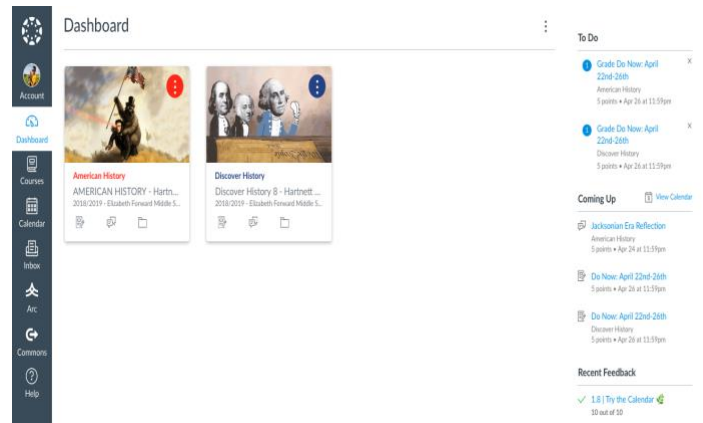 Account
Dashboard
Courses
Calendar
Inbox
Arc
Commons
Help
Dashboard
American History
AMERICAN HISTORY - Hartn...
2018/2019 - Elizabeth Forward Middle S...
Discover History
Discover History 8 - Hartnett ...
2018/2019 - Elizabeth Forward Middle S...
To Do
Grade Do Now: April
22nd-26th
American History
5 points • Apr 26 at 11:59pm
Grade Do Now: April
22nd-26th
Discover History
5 points • Apr 26 at 11:59pm
Coming Up
View Calendar
Jacksonian Era Reflection
American History
5 points • Apr 24 at 11:59pm
Do Now: April 22nd-26th
5 points • Apr 26 at 11:59pm
Do Now: April 22nd-26th
Discover History
5 points • Apr 26 at 11:59pm
Recent Feedback
1.8 | Try the Calendar
10 out of 10